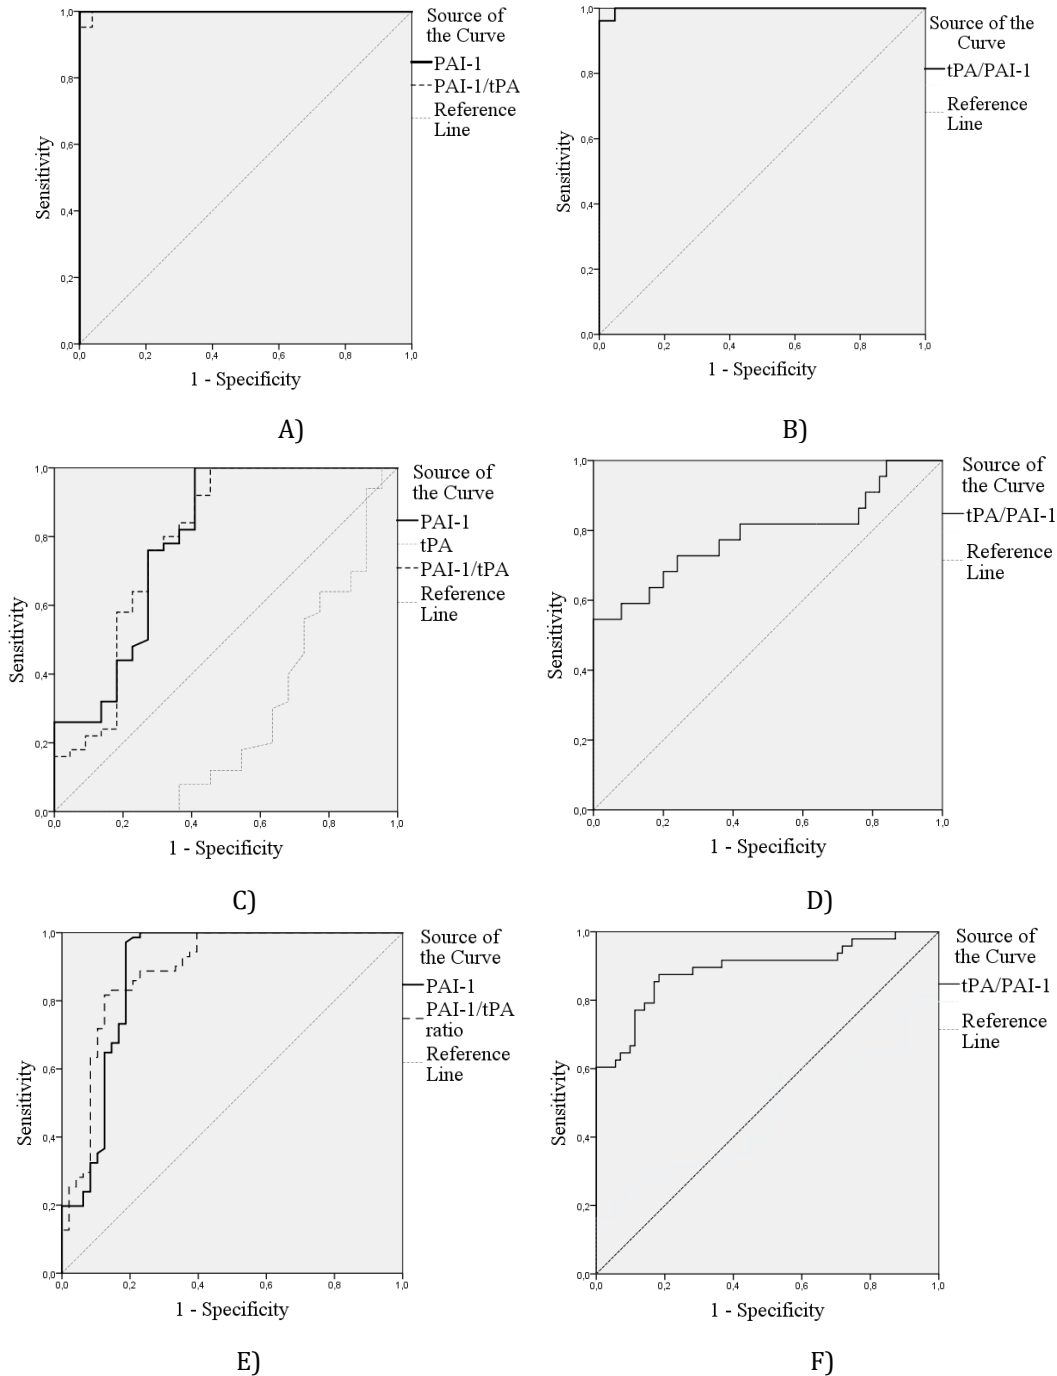 Source of
the Curve
PAI-1
PAI-1/tPA
Reference
Line
Sensitivity
1,0
0,8
0,6
0,4
0,2
0,0
0,0 0,2 0,4 0,6 0,8 1,0
1 - Specificity
A)
Source of the
Curve
tPA/PAI-1
Reference
Line
Sensitivity
1,0
0,8
0,6
0,4
0,2
0,0
0,0 0,2 0,4 0,6 0,8 1,0
1 - Specificity
B)
Source of
the Curve
PAI-1
tPA
PAI-1/tPA
Reference
Line
Sensitivity
1,0
0,8
0,6
0,4
0,2
0,0
0,0 0,2 0,4 0,6 0,8 1,0
1 - Specificity
C)
Source of
the Curve
tPA/PAI-1
Reference
Line
Sensitivity
1,0
0,8
0,6
0,4
0,2
0,0
0,0 0,2 0,4 0,6 0,8 1,0
1 - Specificity
D)
Source of
the Curve
PAI-1
PAI-1/tPA
ratio
Reference
Line
Sensitivity
1,0
0,8
0,6
0,4
0,2
0,0
0,0 0,2 0,4 0,6 0,8 1,0
1 - Specificity
E)
Source of
the Curve
tPA/PAI-1
Reference
Line
Sensitivity
1,0
0,8
0,6
0,4
0,2
0,0
0,0 0,2 0,4 0,6 0,8 1,0
1 - Specificity
F)